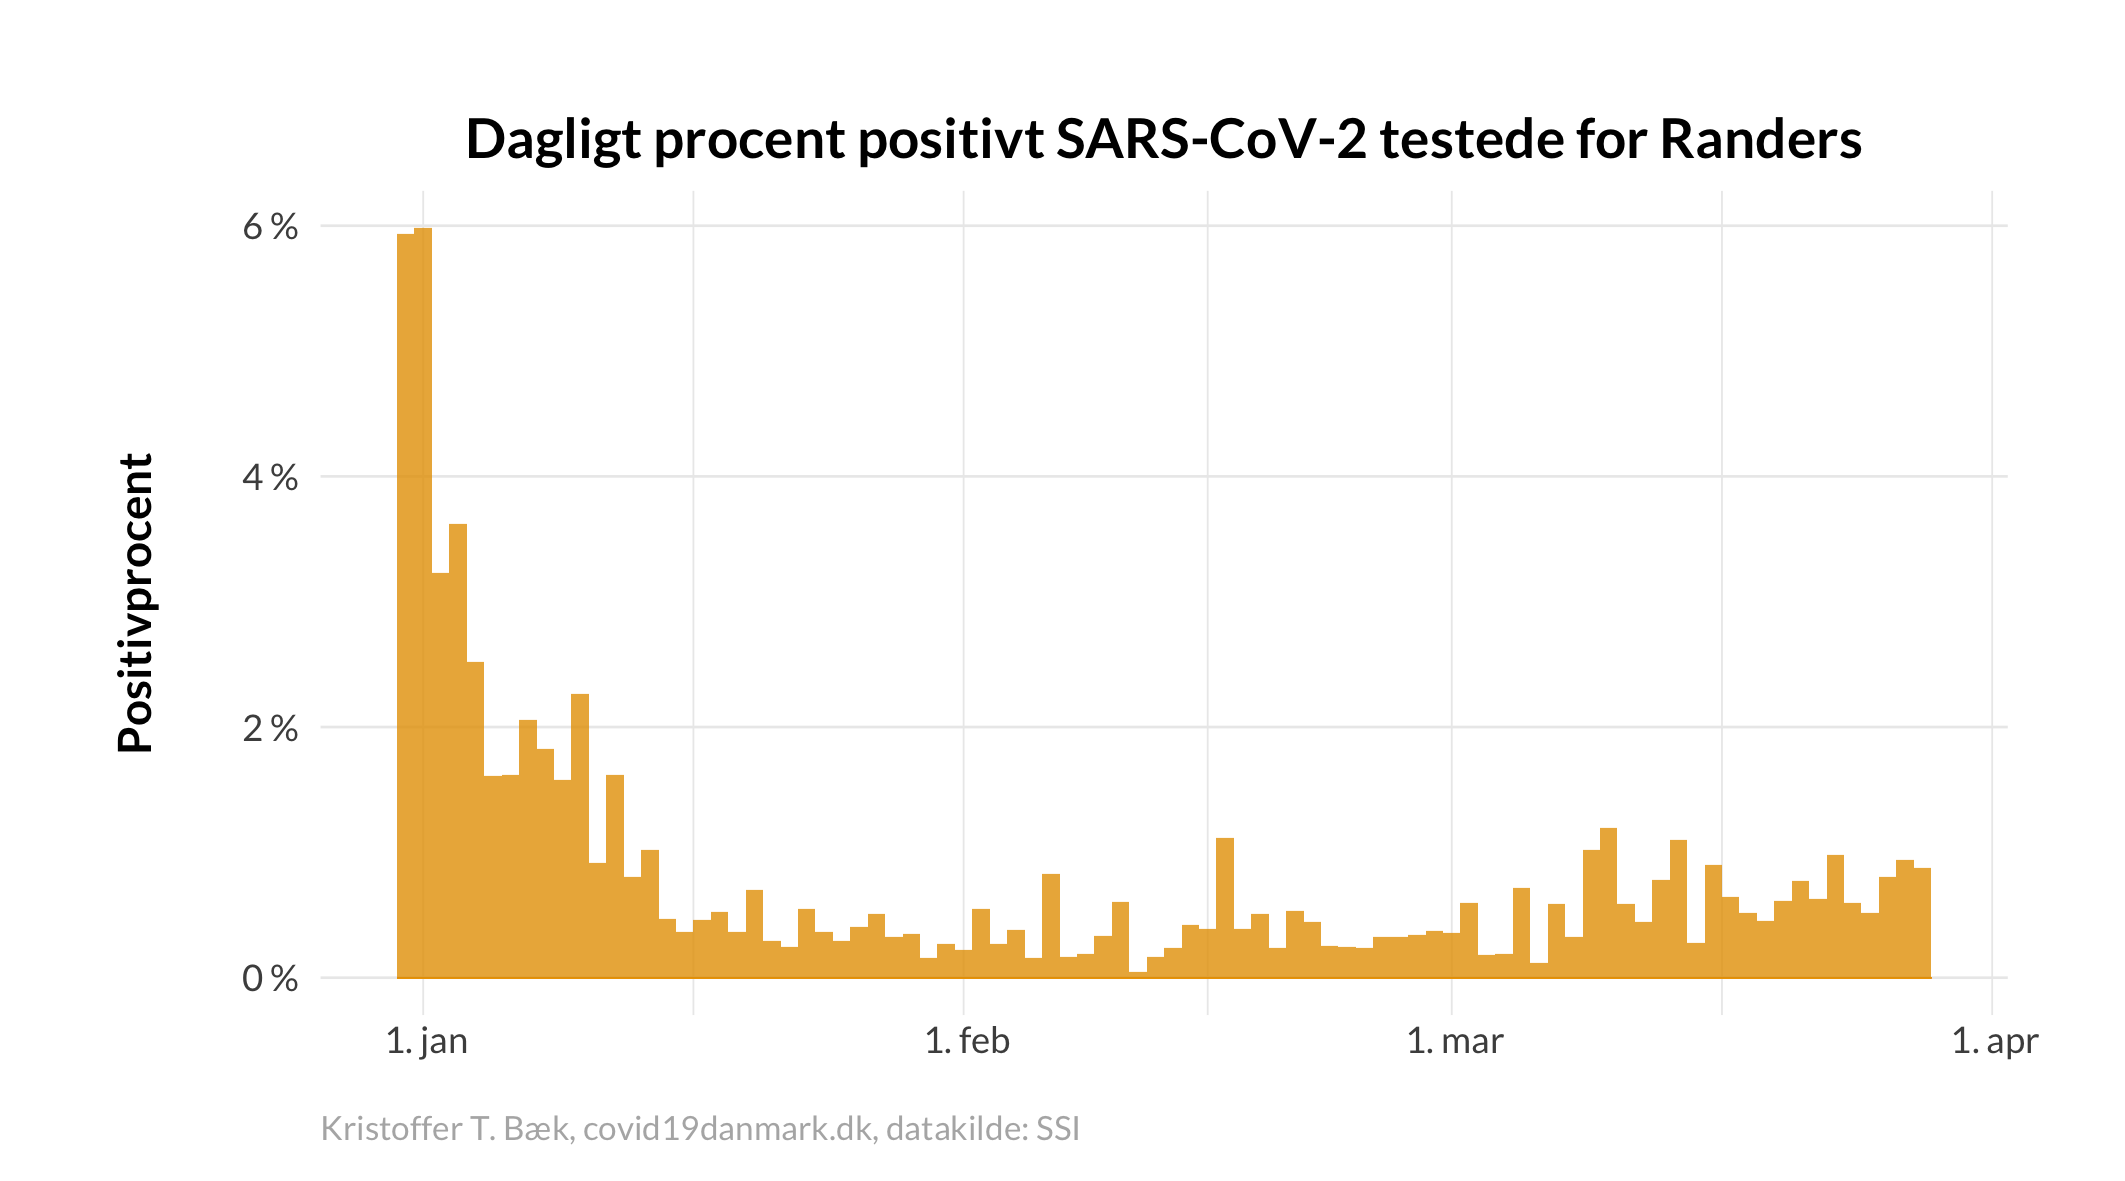 Dagligt procent positivt SARS-CoV-2 testede for Randers
Positivprocent
6 %
4 %
2 %
0 %
1. jan
1. feb
1. mar
1. apr
Kristoffer T. Bæk, covid19danmark.dk, datakilde: SSI